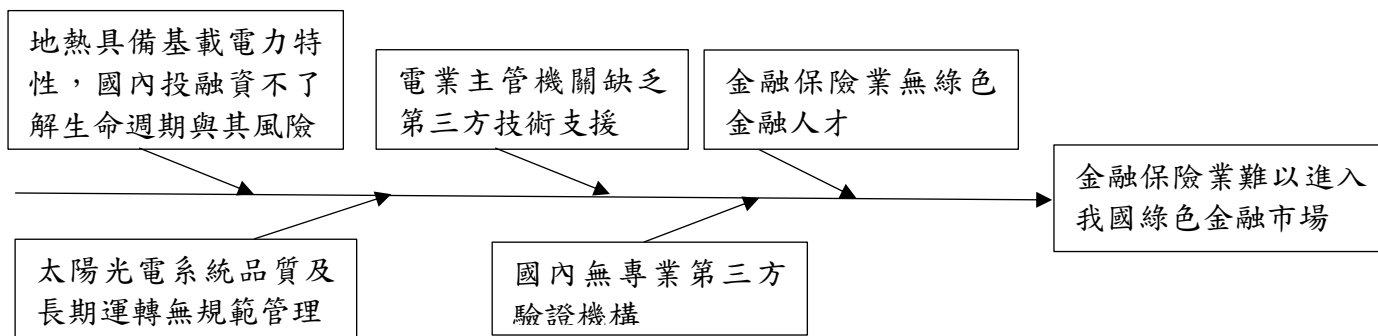 地熱具備基載電力特
性，國內投融資不了
解生命週期與其風險
電業主管機關缺乏
第三方技術支援
金融保險業無綠色
金融人才
金融保險業難以進入
我國綠色金融市場
太陽光電系統品質及
長期運轉無規範管理
國內無專業第三方
驗證機構